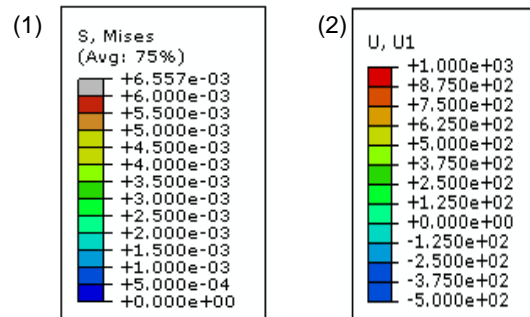 (1)
S, Mises
(Avg: 75%)
+6.557e-03
+6.000e-03
+5.500e-03
+5.000e-03
+4.500e-03
+4.000e-03
+3.500e-03
+3.000e-03
+2.500e-03
+2.000e-03
+1.500e-03
+1.000e-03
+5.000e-04
+0.000e+00
(2)
U, U1
+1.000e+03
+8.750e+02
+7.500e+02
+6.250e+02
+5.000e+02
+3.750e+02
+2.500e+02
+1.250e+02
+0.000e+00
-1.250e+02
-2.500e+02
-3.750e+02
-5.000e+02